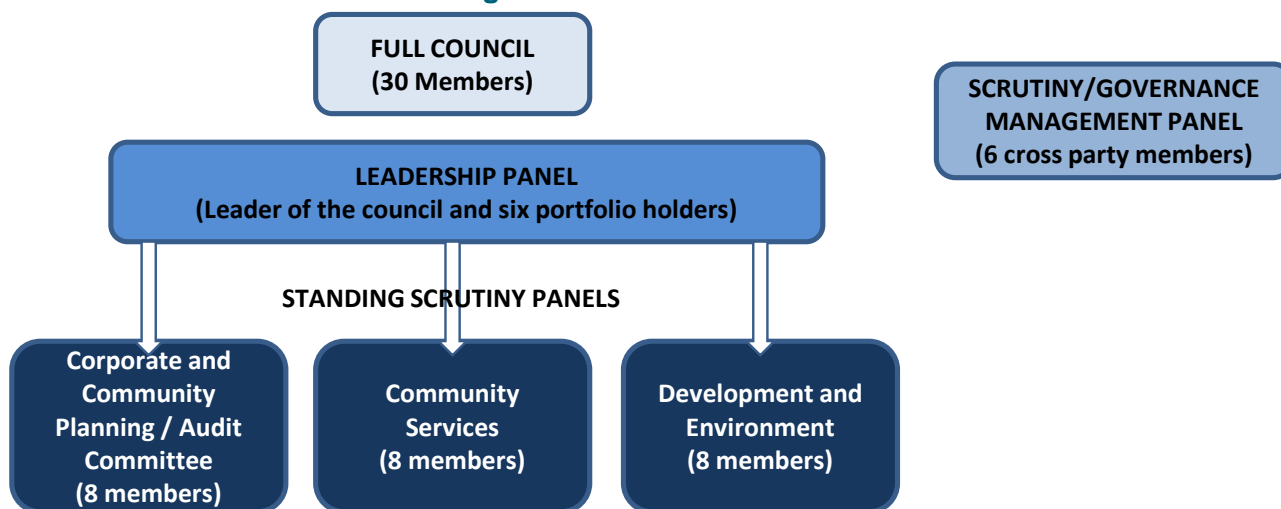 FULL COUNCIL
(30 Members)
SCRUTINY/GOVERNANCE
MANAGEMENT PANEL
(6 cross party members)
LEADERSHIP PANEL
(Leader of the council and six portfolio holders)
STANDING SCRUTINY PANELS
Corporate and
Community
Planning / Audit
Committee
(8 members)
Community
Services
(8 members)
Development and
Environment
(8 members)